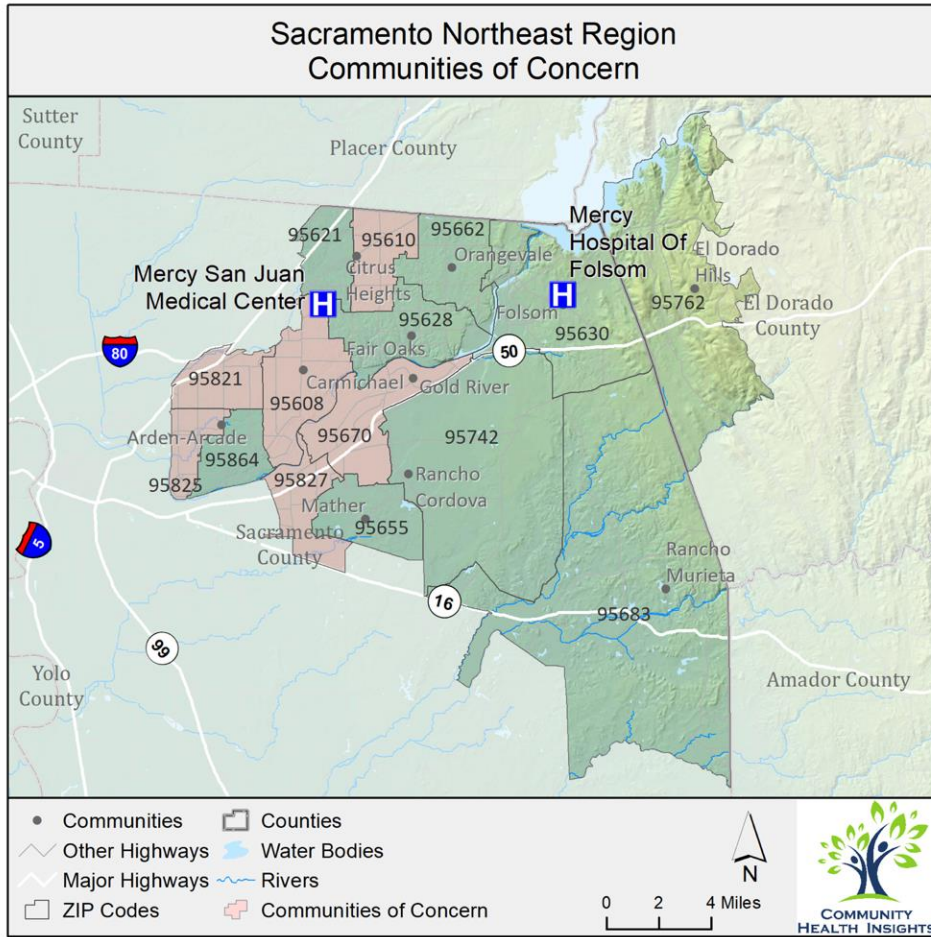 Sacramento Northeast Region
Communities of Concern
Sutter
County
Placer County
Mercy
Hospital Of
Folsom
95621
95610
95662
Orangevale
Citrus
Heights
El Dorado
Hills
95762
El Dorado
County
Mercy San Juan
Medical Center
H
H
Folsom
95630
95628
Fair Oaks
50
80
95821
Carmichael
Gold River
95608
Arden-Arcade
95864
95670
95742
95825
95827
Rancho
Cordova
Mather
95655
Sacramento
County
5
Rancho
Murieta
95683
16
99
Yolo
County
Amador County
Communities
Other Highways
Major Highways
ZIP Codes
Counties
Water Bodies
Rivers
Communities of Concern
N
0 2 4 Miles
COMMUNITY
HEALTH INSIGHTS